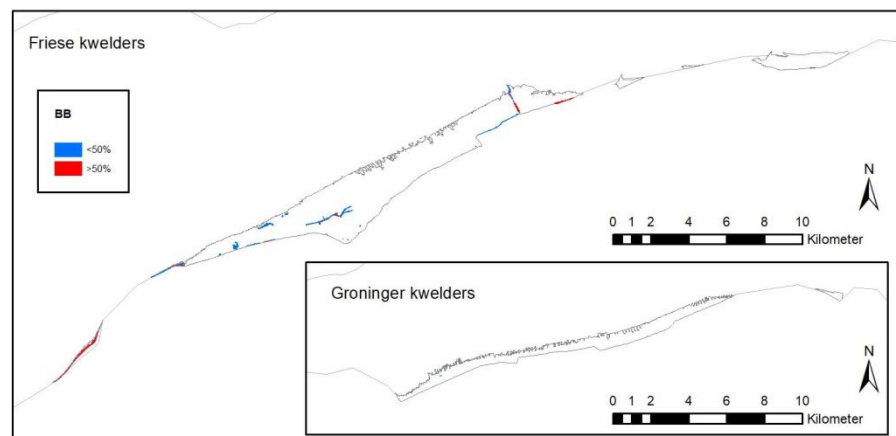 Friese kwelders
BB
<50%
>50%
N
0 1 2 4 6 8 10
Kilometer
Groninger kwelders
N
0 1 2 4 6 8 10
Kilometer